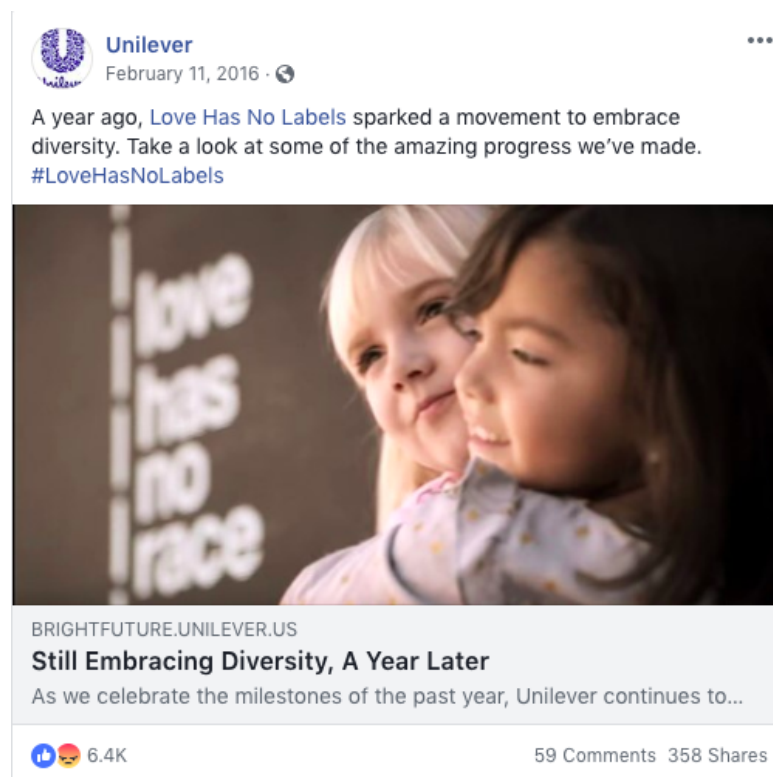 Unilever
Unilever
February 11, 2016 ·
A year ago, Love Has No Labels sparked a movement to embrace
diversity. Take a look at some of the amazing progress we've made.
#LoveHasNoLabels
love
has
no
race
BRIGHTFUTURE.UNILEVER.US
Still Embracing Diversity, A Year Later
As we celebrate the milestones of the past year, Unilever continues to...
6.4K
59 Comments 358 Shares